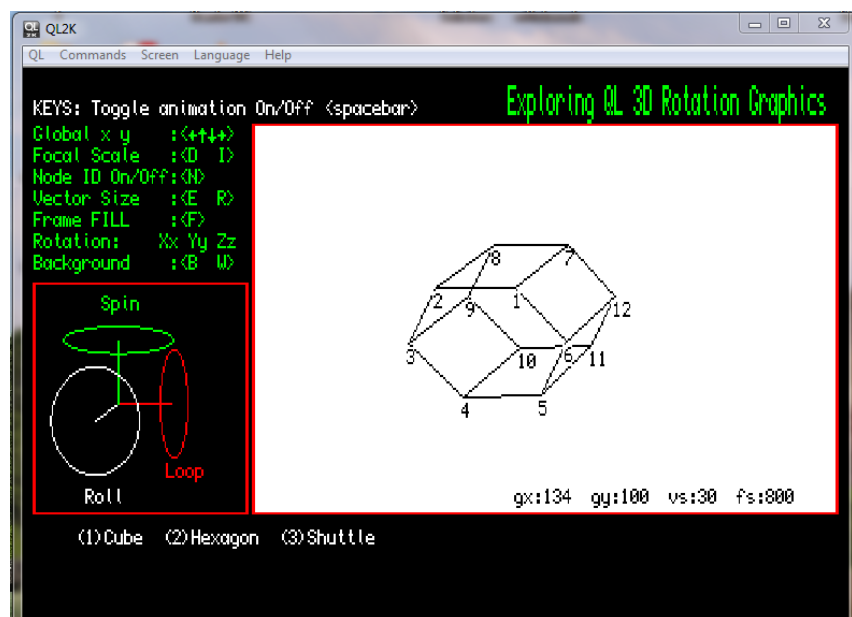 QL2K
QL Commands Screen Language Help
Exploring QL 3D Rotation Graphics
KEYS: Toggle animation On/Off <spacebar>
Global x y :<←↑↓→>
Focal Scale :<D I>
Node ID On/Off:<N>
Vector Size :<E R>
Frame FILL :<F>
Rotation: Xx Yy Zz
Background :<B W>
Spin
Loop
Roll
8 7
2 9 1 12
3 10 6 11
4 5
gx:134 gy:100 vs:30 fs:800
(1)Cube (2)Hexagon (3)Shuttle